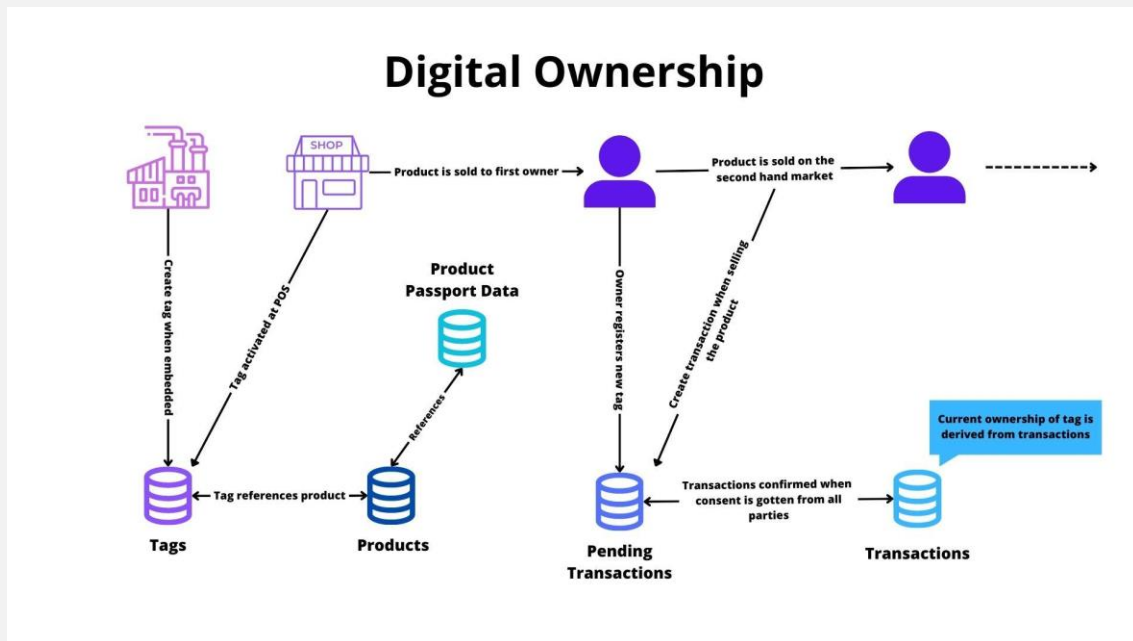 Digital Ownership
SHOP
Product is sold to first owner
Product is sold on the
second hand market
Create tag when embedded
Tag activated at POS
Product
Passport Data
References
Owner registers new tag
Create transaction when selling
the product
Current ownership of tag is
derived from transactions
Tag references product
Transactions confirmed when
consent is gotten from all
parties
Tags
Products
Pending
Transactions
Transactions